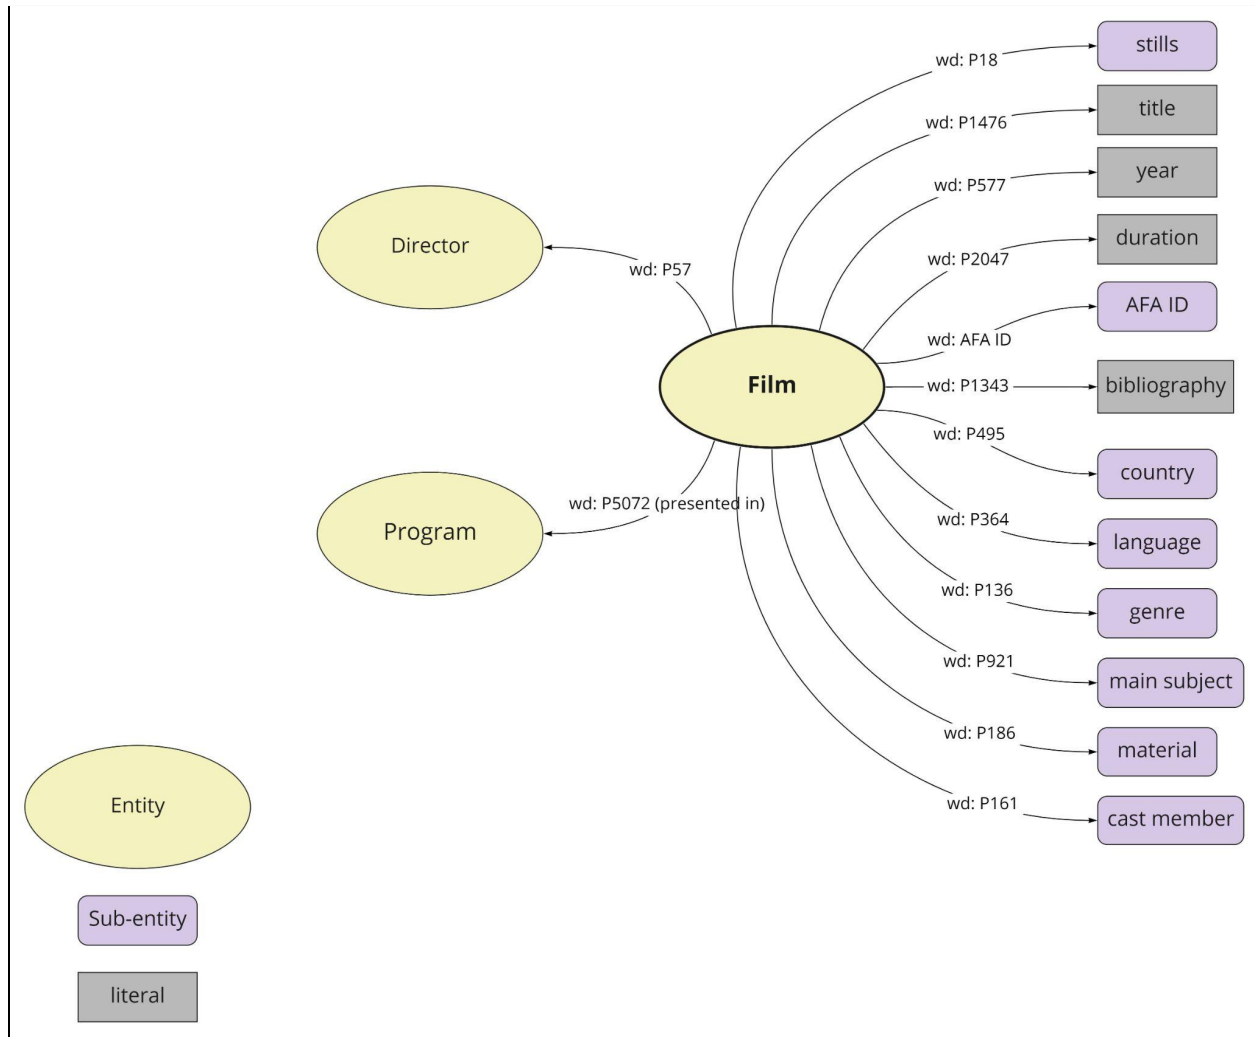 stills
wd: P18
title
wd: P1476
year
wd: P577
duration
wd: P2047
Director
wd: P57
AFA ID
wd: AFA ID
Film
wd: P1343
bibliography
wd: P495
country
wd: P5072 (presented in)
Program
wd: P364
language
wd: P136
genre
wd: P921
main subject
wd: P186
material
wd: P161
cast member
Entity
Sub-entity
literal